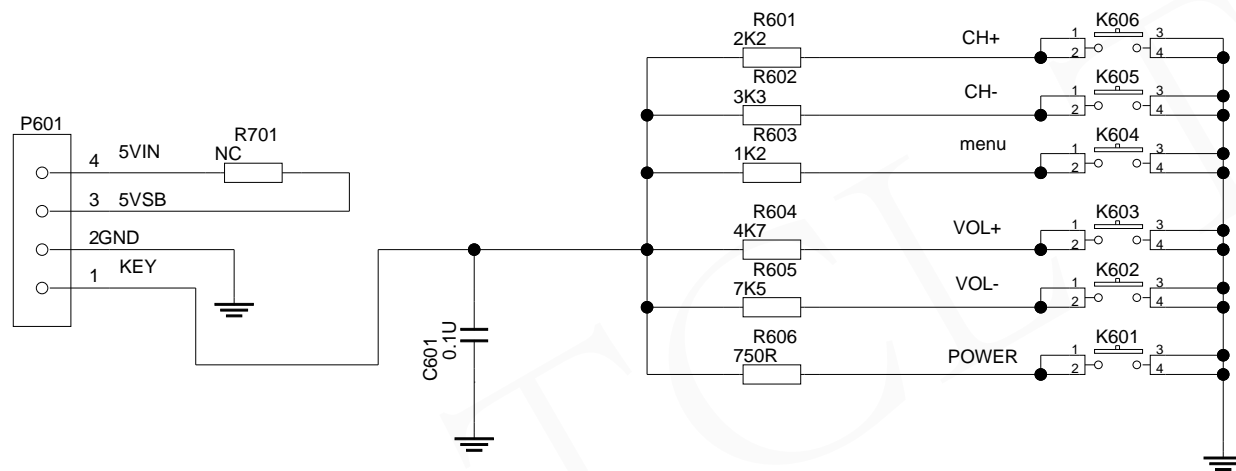 R601
2K2
CH+
1
2
K606
3
4
R602
3K3
CH-
1
2
K605
3
4
R603
1K2
menu
1
2
K604
3
4
P601
4
5VIN
R701
NC
3
5VSB
2GND
1
KEY
R604
4K7
VOL+
1
2
K603
3
4
R605
7K5
VOL-
1
2
K602
3
4
C601
0.1U
R606
750R
POWER
1
2
K601
3
4